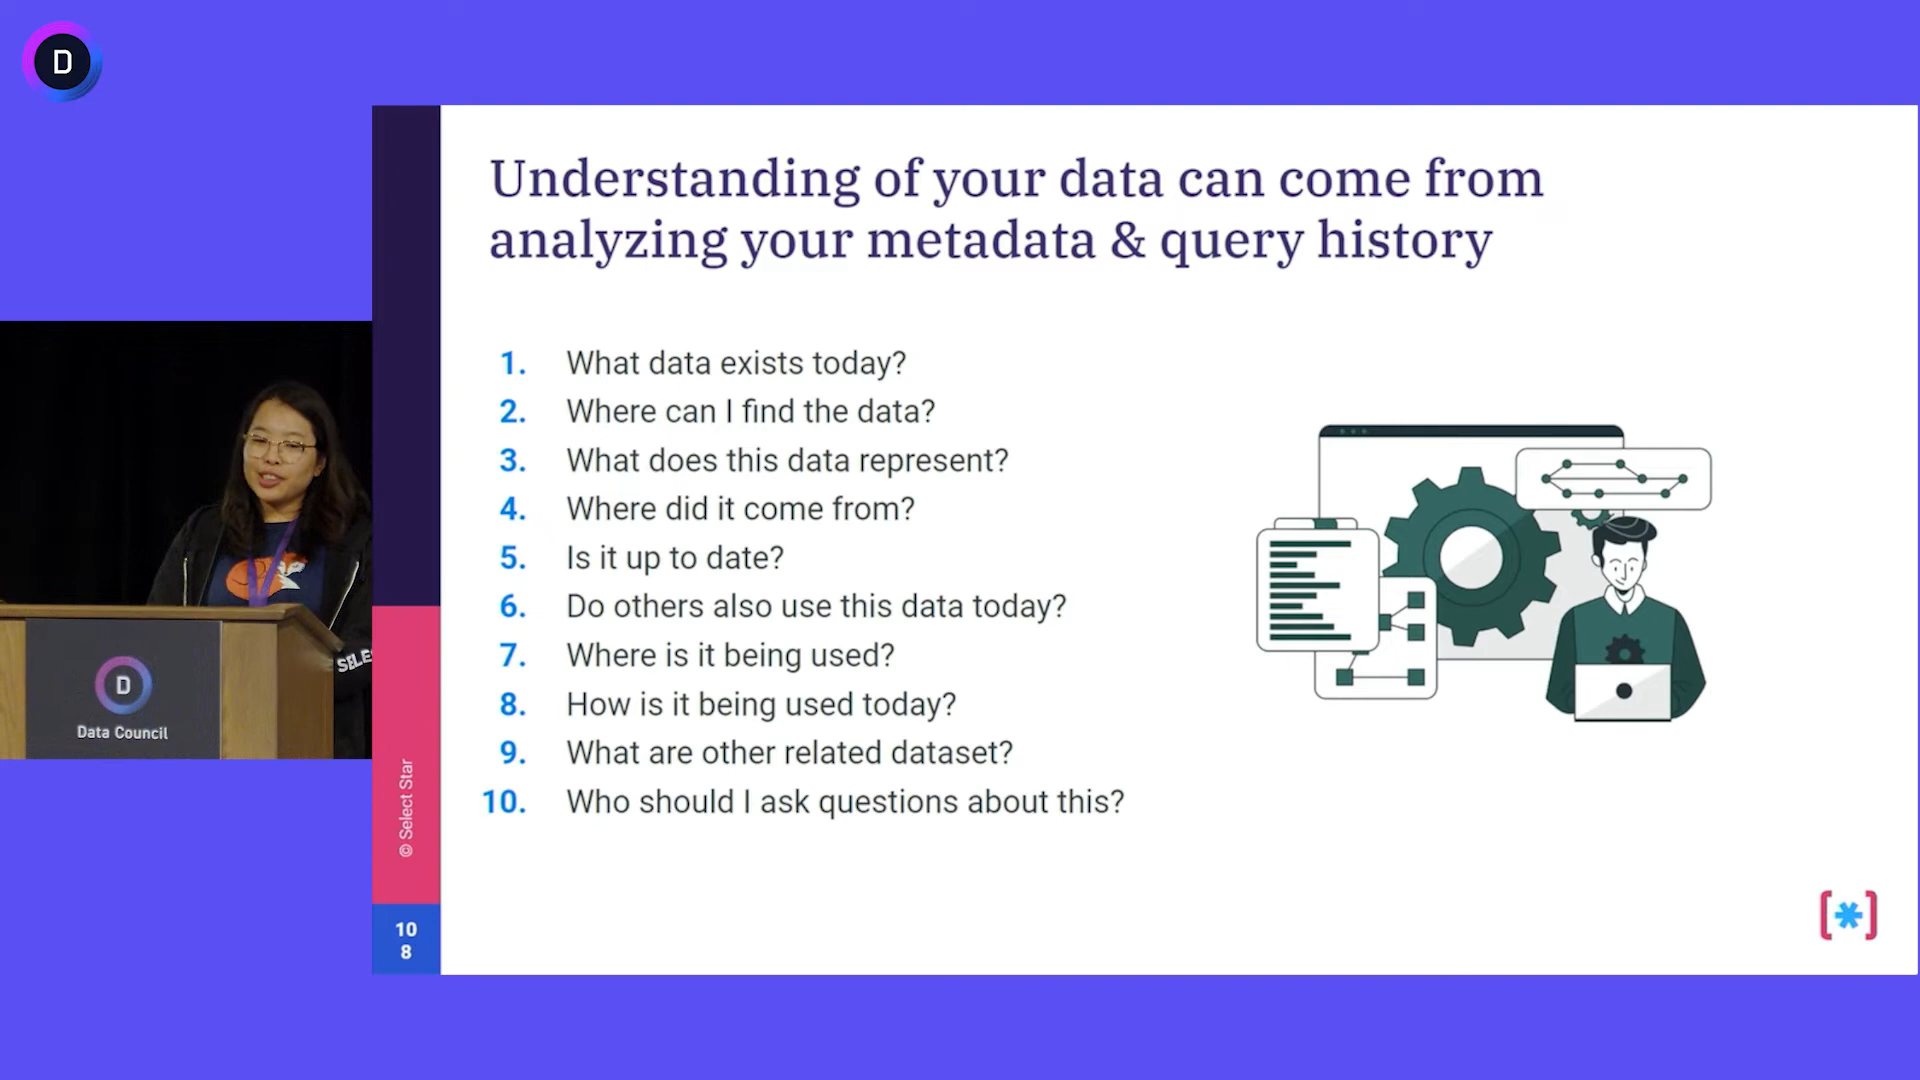 D
Understanding of your data can come from
analyzing your metadata & query history
1. What data exists today?
2. Where can I find the data?
3. What does this data represent?
4. Where did it come from?
5. Is it up to date?
6. Do others also use this data today?
7. Where is it being used?
8. How is it being used today?
9. What are other related dataset?
10. Who should I ask questions about this?
© Select Star
10
8
[*]
SELE
D
Data Council